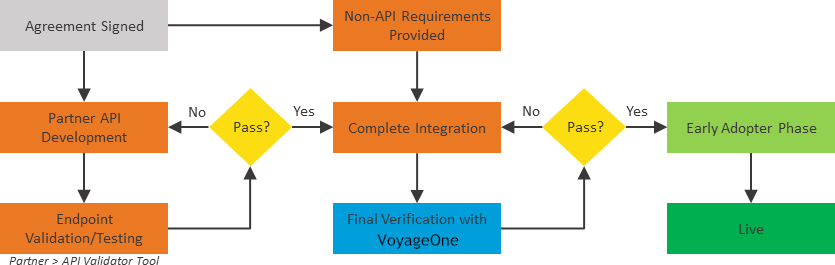 Agreement Signed
Non-API Requirements
Provided
Partner API
Development
No
Pass?
Yes
Complete Integration
No
Pass?
Yes
Early Adopter Phase
Endpoint
Validation/Testing
Final Verification with
VoyageOne
Live
Partner > API Validator Tool